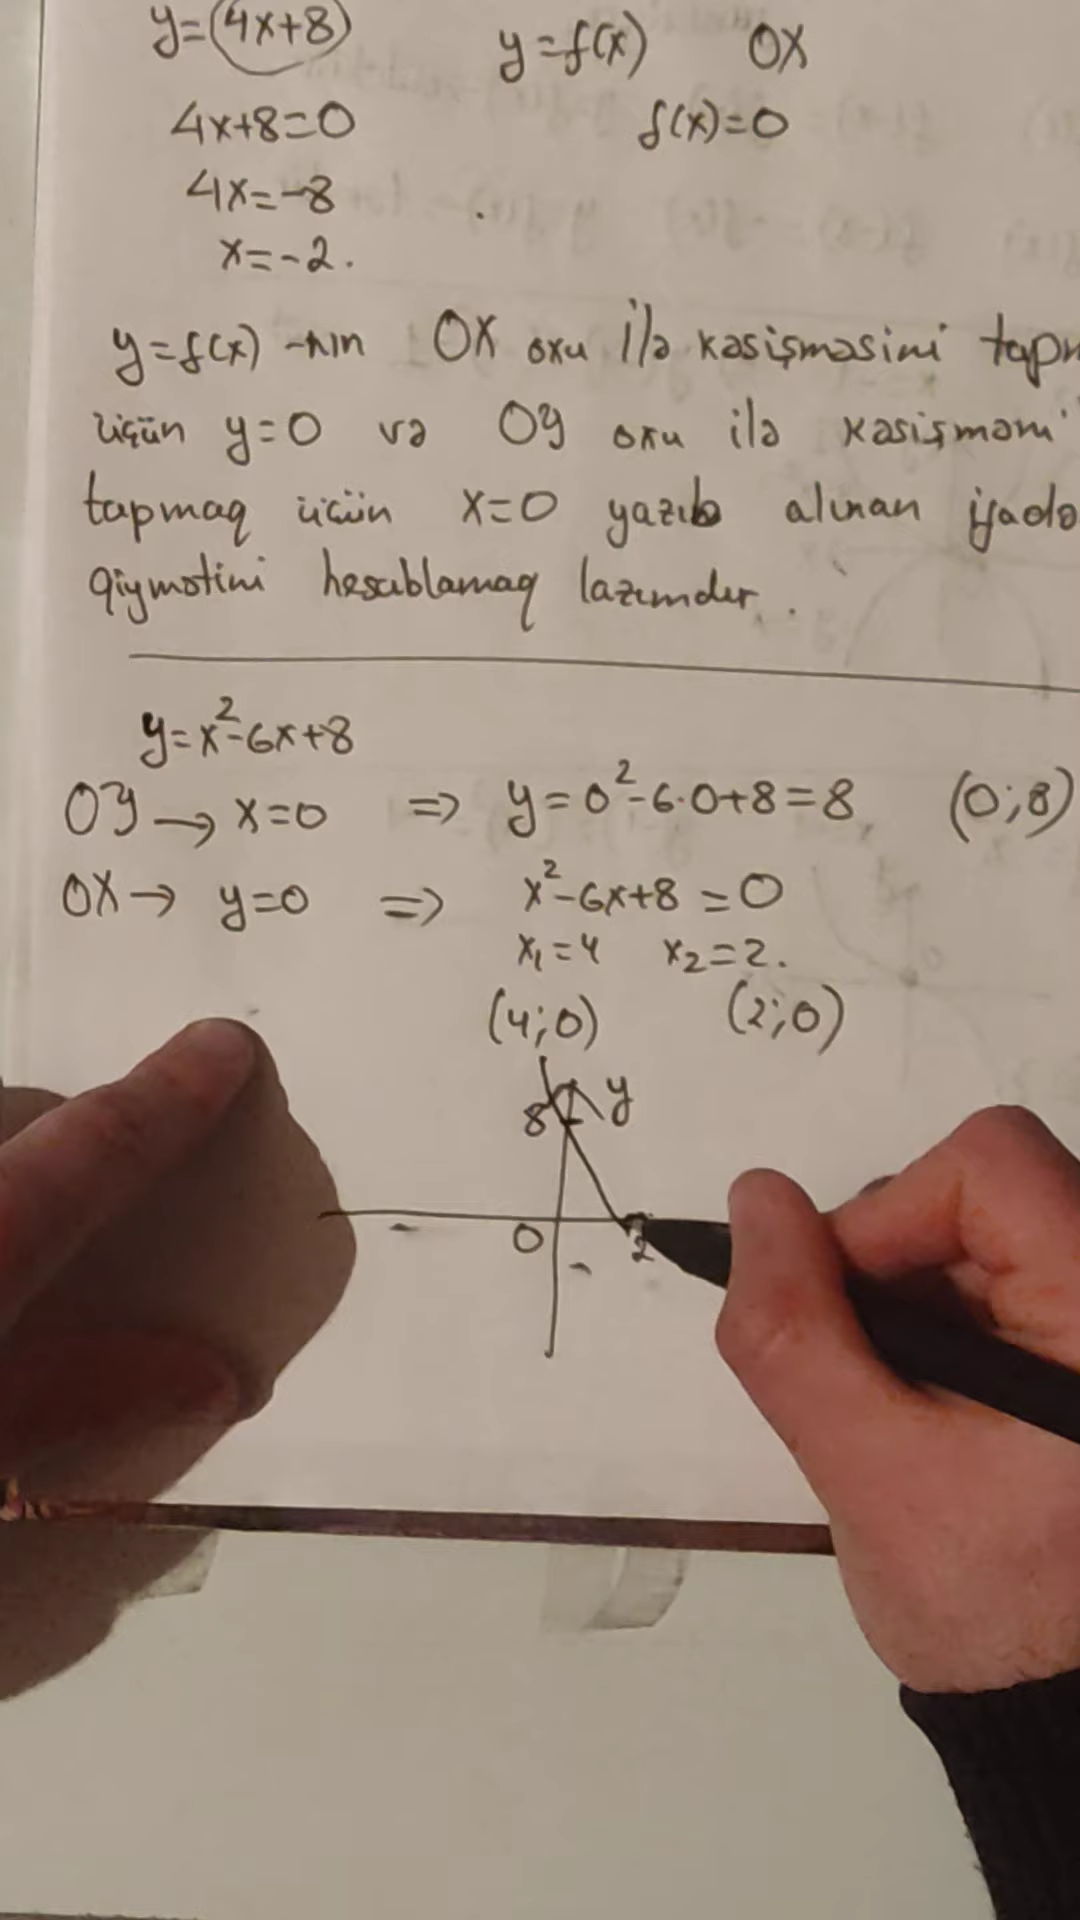 y=4x+8 y=f(x) OX
4x+8=0 f(x)=0
4x=-8
x=-2.
y=f(x)-nın OX oxu ilə kəsişməsini
üçün y=0 və OY oxu ilə
tapmaq üçün x=0 yazıb alınan
qiymətini hesablamaq lazımdır.
y=x²-6x+8
OY → x=0 => y=0²-6·0+8=8, (0;8)
OX → y=0 => x²-6x+8=0
x₁=4 x₂=2.
(4;0) (2;0)
y
8
0 2